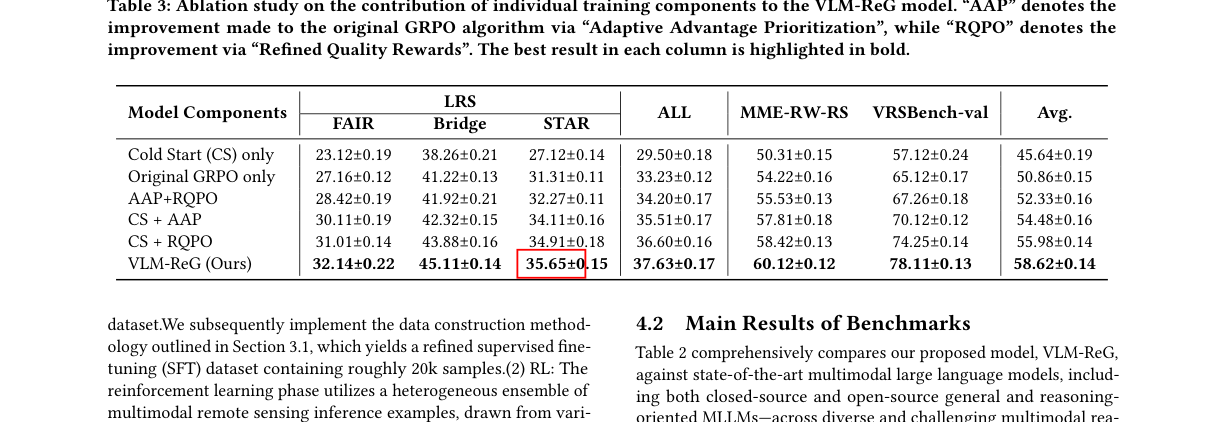 Table 3: Ablation study on the contribution of individual training components to the VLM-ReG model. “AAP” denotes the
improvement made to the original GRPO algorithm via “Adaptive Advantage Prioritization”, while “RQPO” denotes the
improvement via “Refined Quality Rewards”. The best result in each column is highlighted in bold.
Model Components LRS ALL MME-RW-RS VRSBench-val Avg.
FAIR Bridge STAR
Cold Start (CS) only 23.12±0.19 38.26±0.21 27.12±0.14 29.50±0.18 50.31±0.15 57.12±0.24 45.64±0.19
Original GRPO only 27.16±0.12 41.22±0.13 31.31±0.11 33.23±0.12 54.22±0.16 65.12±0.17 50.86±0.15
AAP+RQPO 28.42±0.19 41.92±0.21 32.27±0.11 34.20±0.17 55.53±0.13 67.26±0.18 52.33±0.16
CS + AAP 30.11±0.19 42.32±0.15 34.11±0.16 35.51±0.17 57.81±0.18 70.12±0.12 54.48±0.16
CS + RQPO 31.01±0.14 43.88±0.16 34.91±0.18 36.60±0.16 58.42±0.13 74.25±0.14 55.98±0.14
VLM-ReG (Ours) 32.14±0.22 45.11±0.14 35.65±0.15 37.63±0.17 60.12±0.12 78.11±0.13 58.62±0.14
dataset.We subsequently implement the data construction method-
ology outlined in Section 3.1, which yields a refined supervised fine-
tuning (SFT) dataset containing roughly 20k samples.(2) RL: The
reinforcement learning phase utilizes a heterogeneous ensemble of
multimodal remote sensing inference examples, drawn from vari-
4.2 Main Results of Benchmarks
Table 2 comprehensively compares our proposed model, VLM-ReG,
against state-of-the-art multimodal large language models, includ-
ing both closed-source and open-source general and reasoning-
oriented MLLMs—across diverse and challenging multimodal rea-